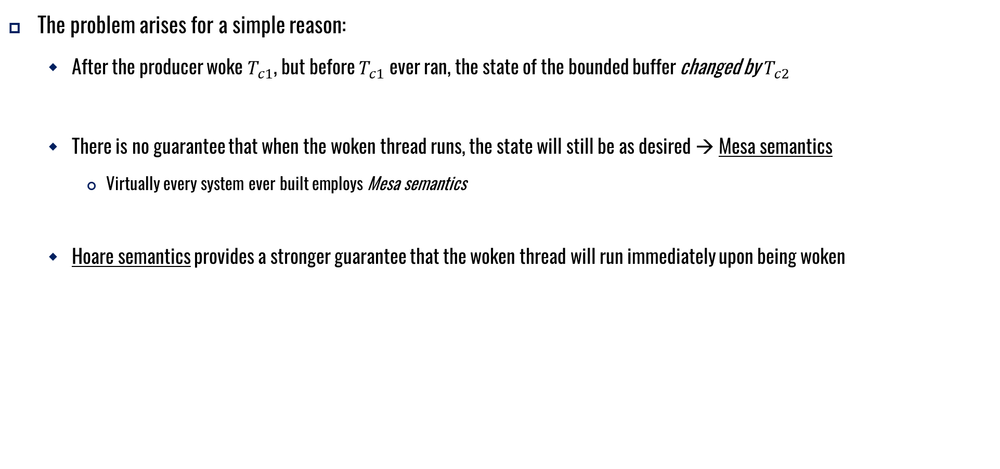 The problem arises for a simple reason:
After the producer woke T_{c1}, but before T_{c1} ever ran, the state of the bounded buffer changed by T_{c2}
There is no guarantee that when the woken thread runs, the state will still be as desired → Mesa semantics
Virtually every system ever built employs Mesa semantics
Hoare semantics provides a stronger guarantee that the woken thread will run immediately upon being woken